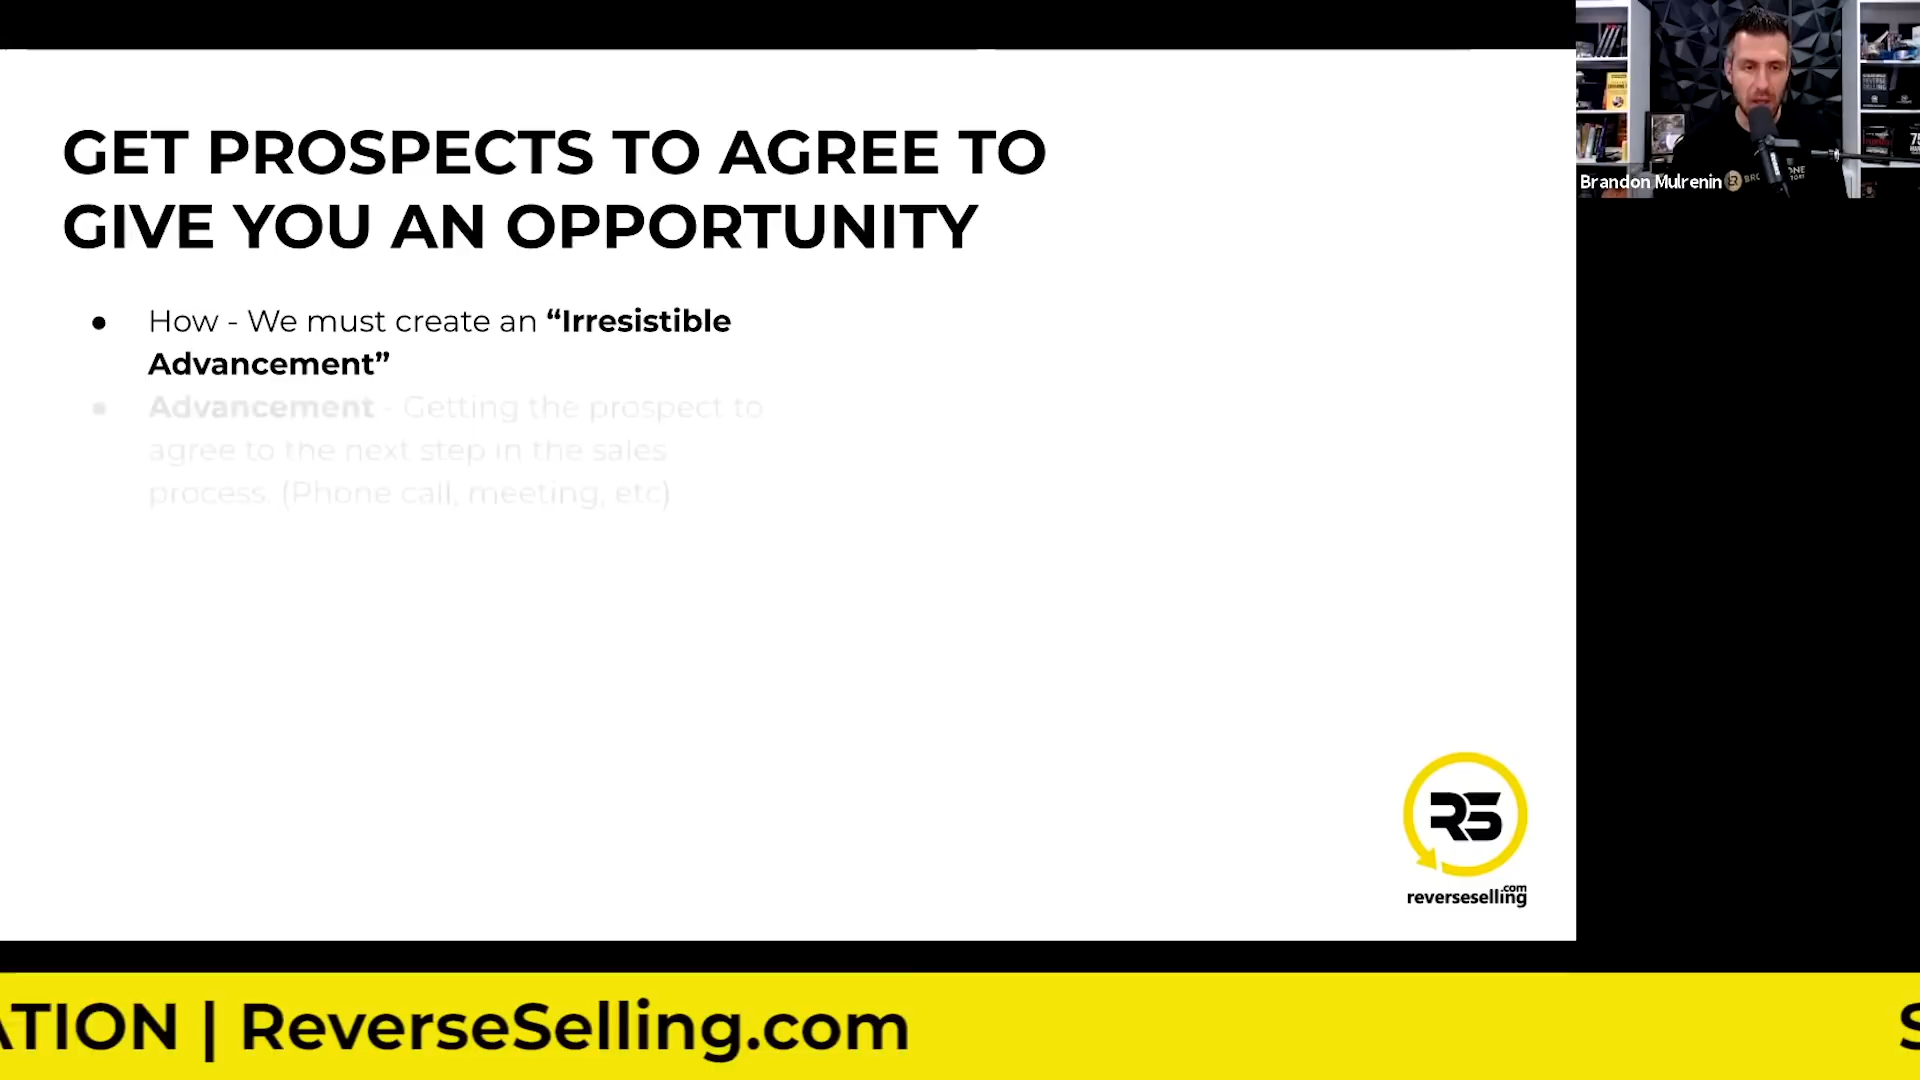 GET PROSPECTS TO AGREE TO
GIVE YOU AN OPPORTUNITY
● How - We must create an “Irresistible
Advancement”
● Advancement - Getting the prospect to
agree to the next step in the sales
process. (Phone call, meeting, etc)
RS
.com
reverseselling
Brandon Mulrenin
ATION | ReverseSelling.com
S